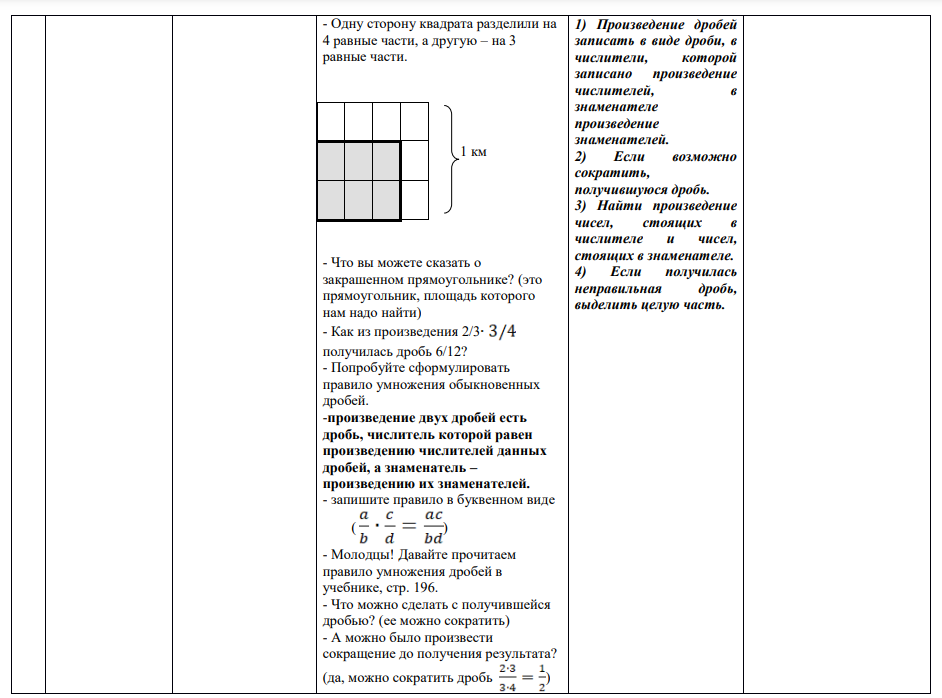 - Одну сторону квадрата разделили на
4 равные части, а другую – на 3
равные части.
1 км
- Что вы можете сказать о
закрашенном прямоугольнике? (это
прямоугольник, площадь которого
нам надо найти)
- Как из произведения 2/3· 3/4
получилась дробь 6/12?
- Попробуйте сформулировать
правило умножения обыкновенных
дробей.
-произведение двух дробей есть
дробь, числитель которой равен
произведению числителей данных
дробей, а знаменатель –
произведению их знаменателей.
- запишите правило в буквенном виде
(a/b · c/d = ac/bd)
- Молодцы! Давайте прочитаем
правило умножения дробей в
учебнике, стр. 196.
- Что можно сделать с получившейся
дробью? (ее можно сократить)
- А можно было произвести
сокращение до получения результата?
(да, можно сократить дробь 2·3/3·4 = 1/2)
1) Произведение дробей
записать в виде дроби, в
числители, которой
записано произведение
числителей, в
знаменателе
произведение
знаменателей.
2) Если возможно
сократить,
получившуюся дробь.
3) Найти произведение
чисел, стоящих в
числителе и чисел,
стоящих в знаменателе.
4) Если получилась
неправильная дробь,
выделить целую часть.